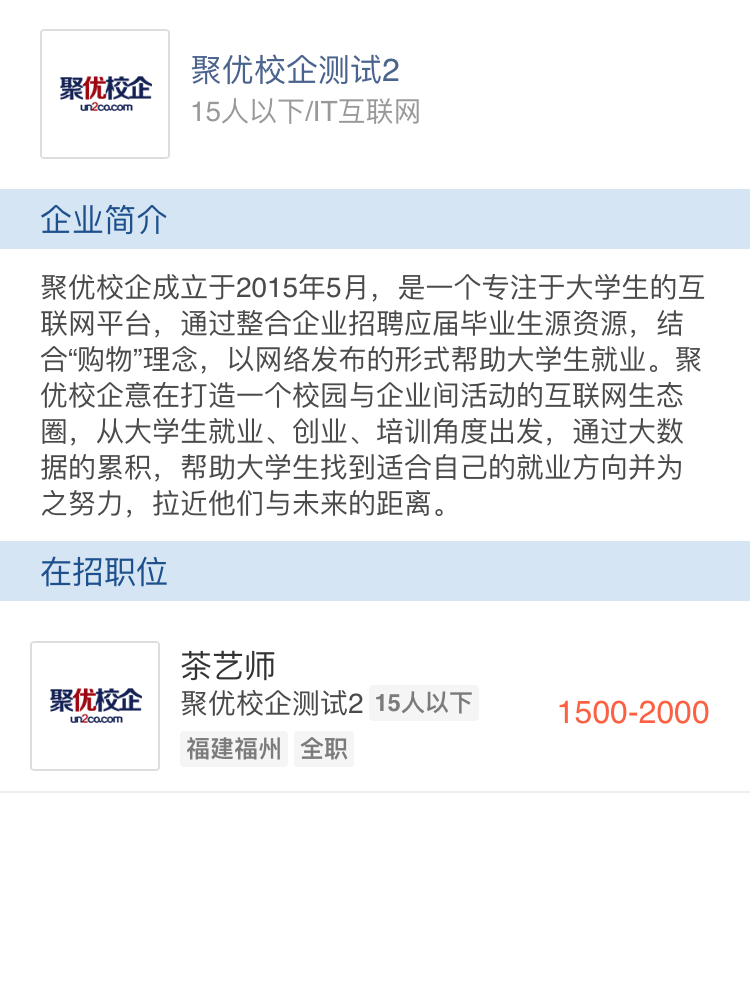 聚优校企
un2co.com
聚优校企测试2
15人以下/IT互联网
企业简介
聚优校企成立于2015年5月，是一个专注于大学生的互
联网平台，通过整合企业招聘应届毕业生源资源，结
合“购物”理念，以网络发布的形式帮助大学生就业。聚
优校企意在打造一个校园与企业间活动的互联网生态
圈，从大学生就业、创业、培训角度出发，通过大数
据的累积，帮助大学生找到适合自己的就业方向并为
之努力，拉近他们与未来的距离。
在招职位
聚优校企
un2co.com
茶艺师
聚优校企测试2 15人以下
福建福州 全职
1500-2000